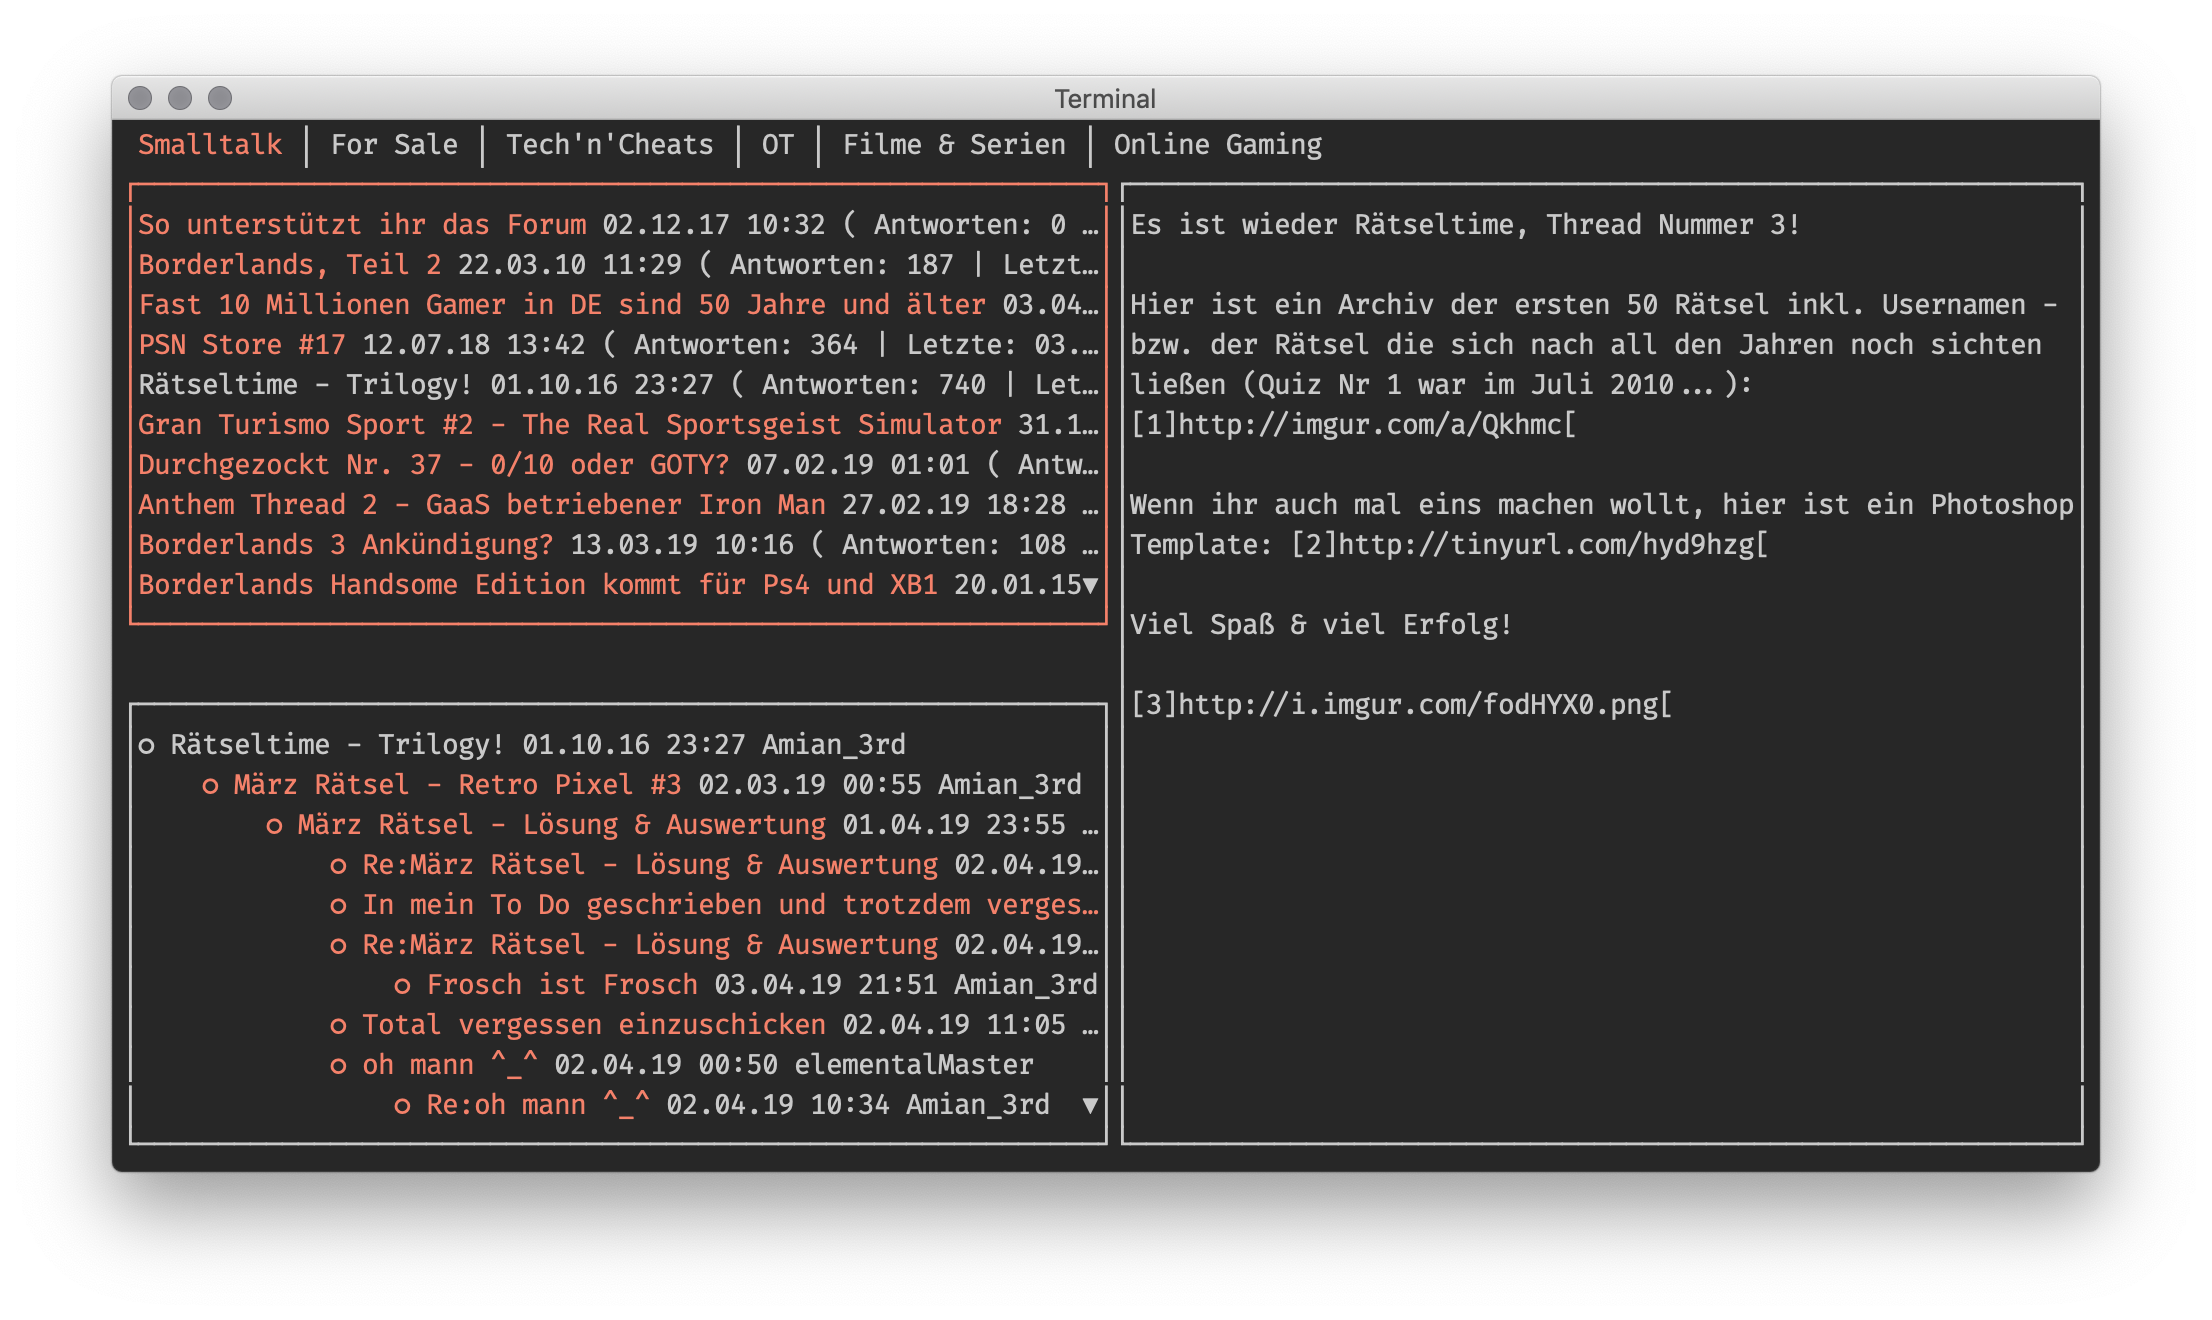 Terminal
Smalltalk │ For Sale │ Tech'n'Cheats │ OT │ Filme & Serien │ Online Gaming
So unterstützt ihr das Forum 02.12.17 10:32 ( Antworten: 0 …
Borderlands, Teil 2 22.03.10 11:29 ( Antworten: 187 | Letzt…
Fast 10 Millionen Gamer in DE sind 50 Jahre und älter 03.04…
PSN Store #17 12.07.18 13:42 ( Antworten: 364 | Letzte: 03.…
Rätseltime - Trilogy! 01.10.16 23:27 ( Antworten: 740 | Let…
Gran Turismo Sport #2 - The Real Sportsgeist Simulator 31.1…
Durchgezockt Nr. 37 - 0/10 oder GOTY? 07.02.19 01:01 ( Antw…
Anthem Thread 2 - GaaS betriebener Iron Man 27.02.19 18:28 …
Borderlands 3 Ankündigung? 13.03.19 10:16 ( Antworten: 108 …
Borderlands Handsome Edition kommt für Ps4 und XB1 20.01.15▼
○ Rätseltime - Trilogy! 01.10.16 23:27 Amian_3rd
○ März Rätsel - Retro Pixel #3 02.03.19 00:55 Amian_3rd
○ März Rätsel - Lösung & Auswertung 01.04.19 23:55 …
○ Re:März Rätsel - Lösung & Auswertung 02.04.19…
○ In mein To Do geschrieben und trotzdem verges…
○ Re:März Rätsel - Lösung & Auswertung 02.04.19…
○ Frosch ist Frosch 03.04.19 21:51 Amian_3rd
○ Total vergessen einzuschicken 02.04.19 11:05 …
○ oh mann ^_^ 02.04.19 00:50 elementalMaster
○ Re:oh mann ^_^ 02.04.19 10:34 Amian_3rd ▼
Es ist wieder Rätseltime, Thread Nummer 3!
Hier ist ein Archiv der ersten 50 Rätsel inkl. Usernamen -
bzw. der Rätsel die sich nach all den Jahren noch sichten
ließen (Quiz Nr 1 war im Juli 2010...):
[1]http://imgur.com/a/Qkhmc[
Wenn ihr auch mal eins machen wollt, hier ist ein Photoshop
Template: [2]http://tinyurl.com/hyd9hzg[
Viel Spaß & viel Erfolg!
[3]http://i.imgur.com/fodHYX0.png[